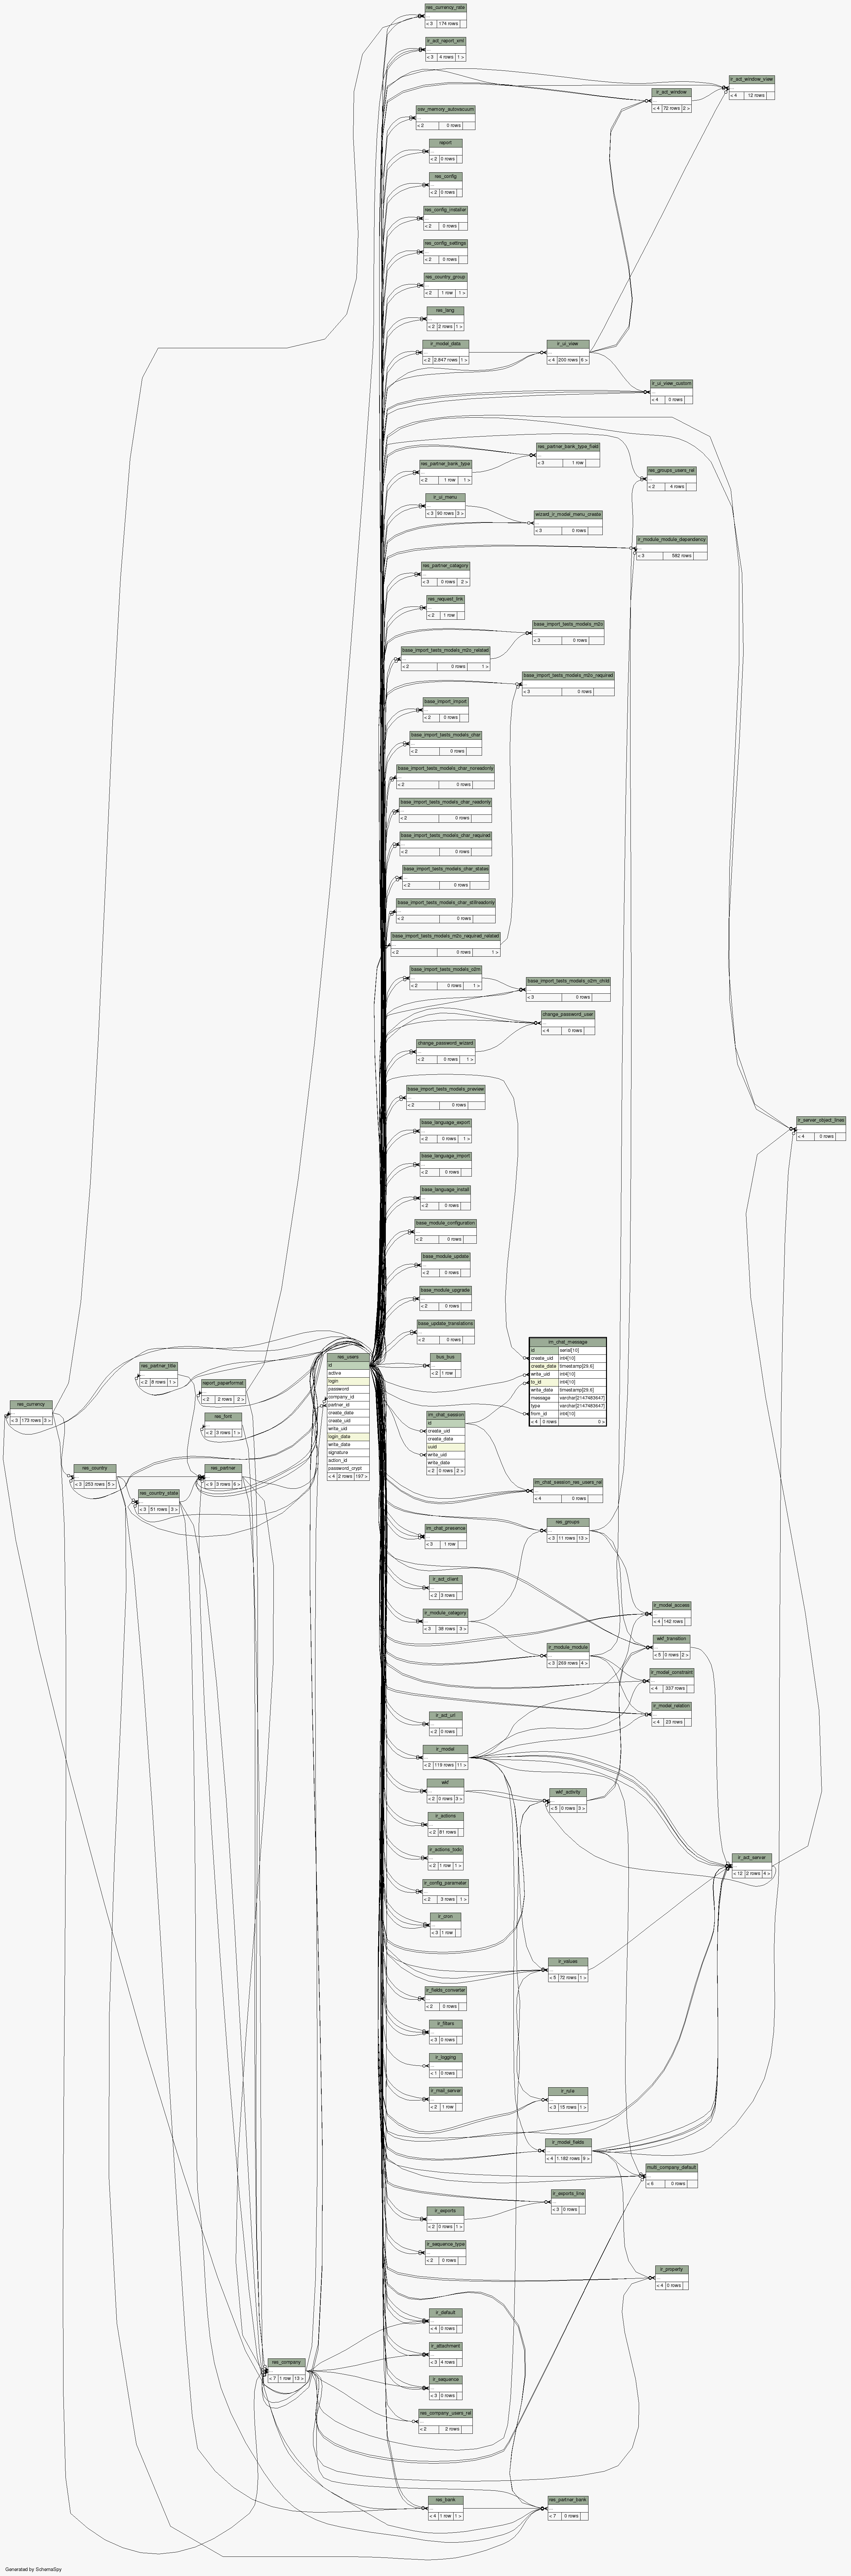 res_currency_rate
...
< 3 174 rows
ir_act_report_xml
...
< 3 4 rows 1 >
ir_act_window_view
...
< 4 12 rows
ir_act_window
...
< 4 72 rows 2 >
osv_memory_autovacuum
...
< 2 0 rows
report
...
< 2 0 rows
res_config
...
< 2 0 rows
res_config_installer
...
< 2 0 rows
res_config_settings
...
< 2 0 rows
res_country_group
...
< 2 1 row 1 >
res_lang
...
< 2 2 rows 1 >
ir_model_data
...
< 2 2.847 rows 1 >
ir_ui_view
...
< 4 200 rows 6 >
ir_ui_view_custom
...
< 4 0 rows
res_partner_bank_type_field
...
< 3 1 row
res_partner_bank_type
...
< 2 1 row 1 >
res_groups_users_rel
...
< 2 4 rows
ir_ui_menu
...
< 3 90 rows 3 >
wizard_ir_model_menu_create
...
< 3 0 rows
ir_module_module_dependency
...
< 3 592 rows
res_partner_category
...
< 3 0 rows 2 >
res_request_link
...
< 2 1 row
base_import_tests_models_m2o
...
< 3 0 rows
base_import_tests_models_m2o_related
...
< 2 0 rows 1 >
base_import_tests_models_m2o_required
...
< 3 0 rows
base_import_import
...
< 2 0 rows
base_import_tests_models_char
...
< 2 0 rows
base_import_tests_models_char_noreadonly
...
< 2 0 rows
base_import_tests_models_char_readonly
...
< 2 0 rows
base_import_tests_models_char_required
...
< 2 0 rows
base_import_tests_models_char_states
...
< 2 0 rows
base_import_tests_models_char_stillreadonly
...
< 2 0 rows
base_import_tests_models_m2o_required_related
...
< 2 0 rows 1 >
base_import_tests_models_o2m
...
< 2 0 rows 1 >
base_import_tests_models_o2m_child
...
< 3 0 rows
change_password_user
...
< 4 0 rows
change_password_wizard
...
< 2 0 rows 1 >
base_import_tests_models_preview
...
< 2 0 rows
base_language_export
...
< 2 0 rows 1 >
ir_server_object_lines
...
< 4 0 rows
base_language_import
...
< 2 0 rows
base_language_install
...
< 2 0 rows
base_module_configuration
...
< 2 0 rows
base_module_update
...
< 2 0 rows
base_module_upgrade
...
< 2 0 rows
base_update_translations
...
< 2 0 rows
im_chat_message
id serial[10]
create_uid int4[10]
create_date timestamp[29,6]
write_uid int4[10]
to_id int4[10]
write_date timestamp[29,6]
message varchar[2147483647]
type varchar[2147483647]
from_id int4[10]
< 4 0 rows 0 >
bus_bus
...
< 2 1 row
res_users
id
active
login
password
company_id
partner_id
create_date
create_uid
write_uid
login_date
write_date
signature
action_id
password_crypt
< 4 2 rows 197 >
res_partner_title
...
< 2 8 rows 1 >
report_paperformat
...
< 2 2 rows 2 >
res_currency
...
< 3 173 rows 3 >
res_font
...
< 2 3 rows 1 >
im_chat_session
id
create_uid
create_date
uuid
write_uid
write_date
< 2 0 rows 2 >
res_country
...
< 3 253 rows 5 >
res_partner
...
< 9 3 rows 6 >
res_country_state
...
< 3 51 rows 3 >
im_chat_session_res_users_rel
...
< 4 0 rows
im_chat_presence
...
< 3 1 row
res_groups
...
< 3 11 rows 13 >
ir_act_client
...
< 2 3 rows
ir_model_access
...
< 4 142 rows
ir_module_category
...
< 3 38 rows 3 >
wkf_transition
...
< 5 0 rows 2 >
ir_module_module
...
< 3 269 rows 4 >
ir_model_constraint
...
< 4 337 rows
ir_model_relation
...
< 4 23 rows
ir_act_url
...
< 2 0 rows
ir_model
...
< 2 119 rows 11 >
wkf
...
< 2 0 rows 3 >
wkf_activity
...
< 5 0 rows 3 >
ir_actions
...
< 2 81 rows
ir_actions_todo
...
< 2 1 row 1 >
ir_act_server
...
< 12 2 rows 4 >
ir_config_parameter
...
< 2 3 rows 1 >
ir_cron
...
< 3 1 row
ir_values
...
< 5 72 rows 1 >
ir_fields_converter
...
< 2 0 rows
ir_filters
...
< 3 0 rows
ir_logging
...
< 1 0 rows
ir_mail_server
...
< 2 1 row
ir_rule
...
< 3 15 rows 1 >
ir_model_fields
...
< 4 1.182 rows 9 >
multi_company_default
...
< 6 0 rows
ir_exports_line
...
< 3 0 rows
ir_exports
...
< 2 0 rows 1 >
ir_sequence_type
...
< 2 0 rows
ir_property
...
< 4 0 rows
ir_default
...
< 4 0 rows
ir_attachment
...
< 3 4 rows
res_company
...
< 7 1 row 13 >
ir_sequence
...
< 3 0 rows
res_company_users_rel
...
< 2 2 rows
res_bank
...
< 4 1 row 1 >
res_partner_bank
...
< 7 0 rows
Generated by SchemaSpy